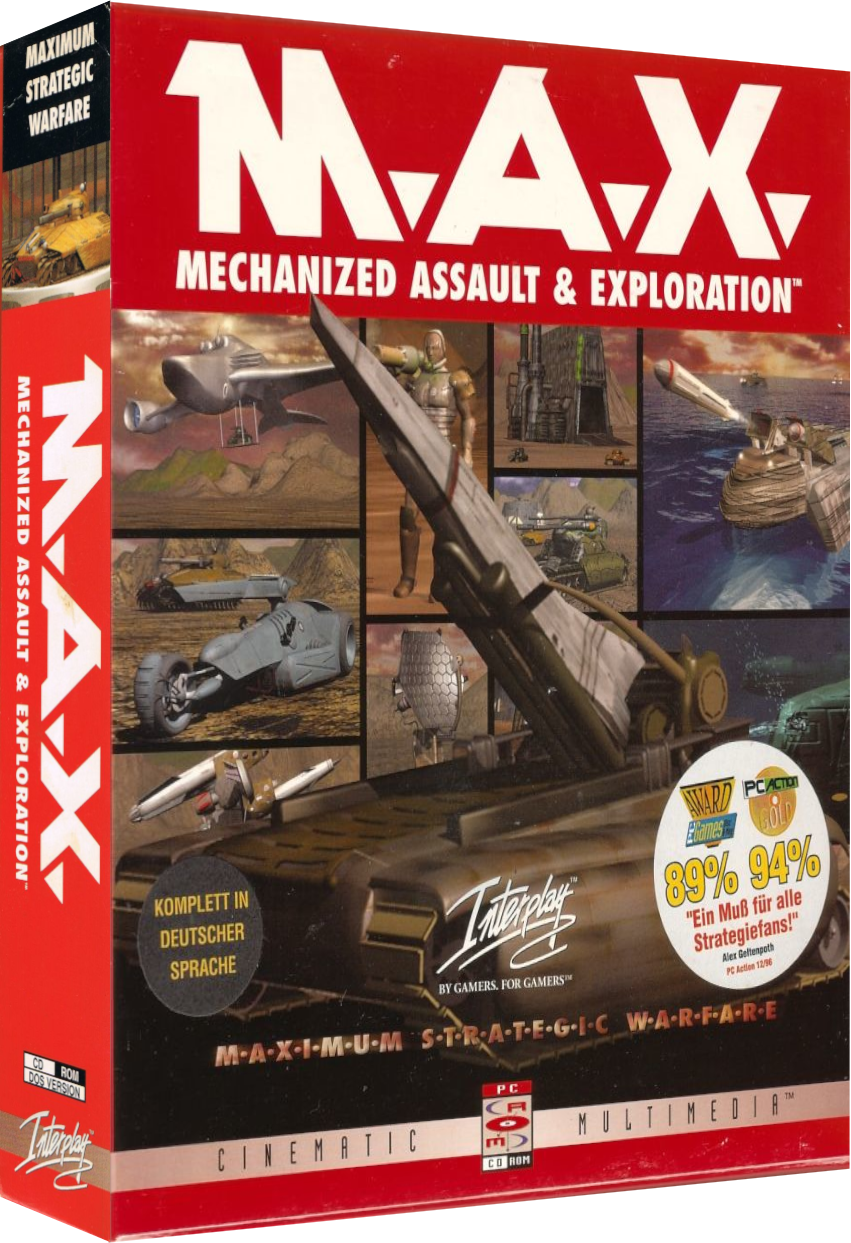 MAXIMUM
STRATEGIC
WARFARE
M.A.X.
MECHANIZED ASSAULT & EXPLORATION™
CD ROM
DOS VERSION
Interplay™
M.A.X.
MECHANIZED ASSAULT & EXPLORATION™
KOMPLETT IN
DEUTSCHER
SPRACHE
Interplay™
BY GAMERS. FOR GAMERS™
AWARD
PC ACTION
Games
GOLD
89% 94%
"Ein Muß für alle
Strategiefans!"
Alex Geltenpoth
PC Action 12/96
M·A·X·I·M·U·M S·T·R·A·T·E·G·I·C W·A·R·F·A·R·E
PC
CD ROM
CINEMATIC MULTIMEDIA™